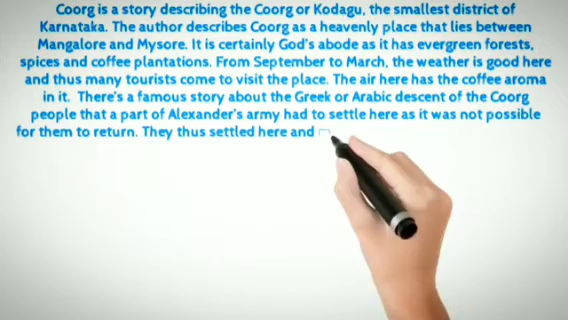 Coorg is a story describing the Coorg or Kodagu, the smallest district of
Karnataka. The author describes Coorg as a heavenly place that lies between
Mangalore and Mysore. It is certainly God's abode as it has evergreen forests,
spices and coffee plantations. From September to March, the weather is good here
and thus many tourists come to visit the place. The air here has the coffee aroma
in it. There's a famous story about the Greek or Arabic descent of the Coorg
people that a part of Alexander's army had to settle here as it was not possible
for them to return. They thus settled here and